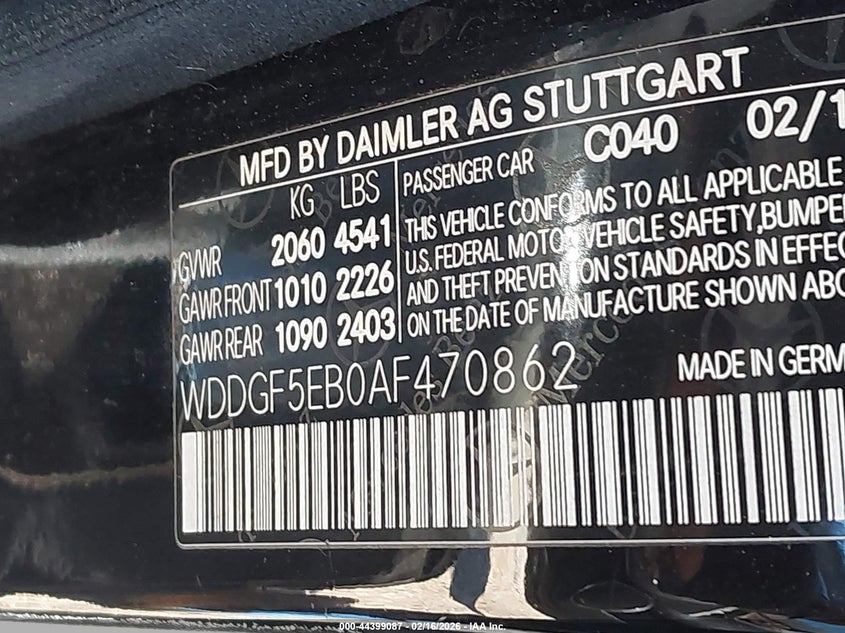 MFD BY DAIMLER AG STUTTGART
KG LBS
GVWR 2060 4541
GAWR FRONT 1010 2226
GAWR REAR 1090 2403
PASSENGER CAR C040 02/1
THIS VEHICLE CONFORMS TO ALL APPLICABLE
U.S. FEDERAL MOTOR VEHICLE SAFETY, BUMPE
AND THEFT PREVENTION STANDARDS IN EFFEC
ON THE DATE OF MANUFACTURE SHOWN ABO
WDDGF5EB0AF470862
MADE IN GERM
000-44399087 - 02/16/2026 - IAA Inc.